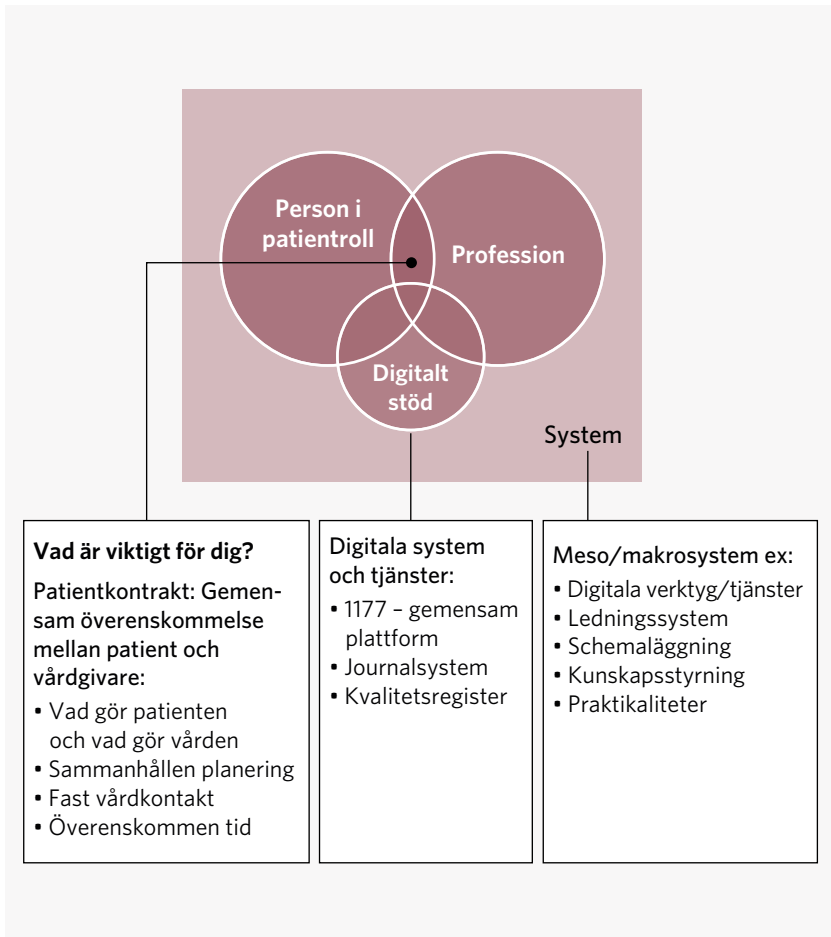 Person i
patientroll
Profession
Digitalt
stöd
System
Vad är viktigt för dig?
Patientkontrakt: Gemen-
sam överenskommelse
mellan patient och
vårdgivare:
• Vad gör patienten
och vad gör vården
• Sammanhållen planering
• Fast vårdkontakt
• Överenskommen tid
Digitala system
och tjänster:
• 1177 – gemensam
plattform
• Journalsystem
• Kvalitetsregister
Meso/makrosystem ex:
• Digitala verktyg/tjänster
• Ledningssystem
• Schemaläggning
• Kunskapsstyrning
• Praktikaliteter